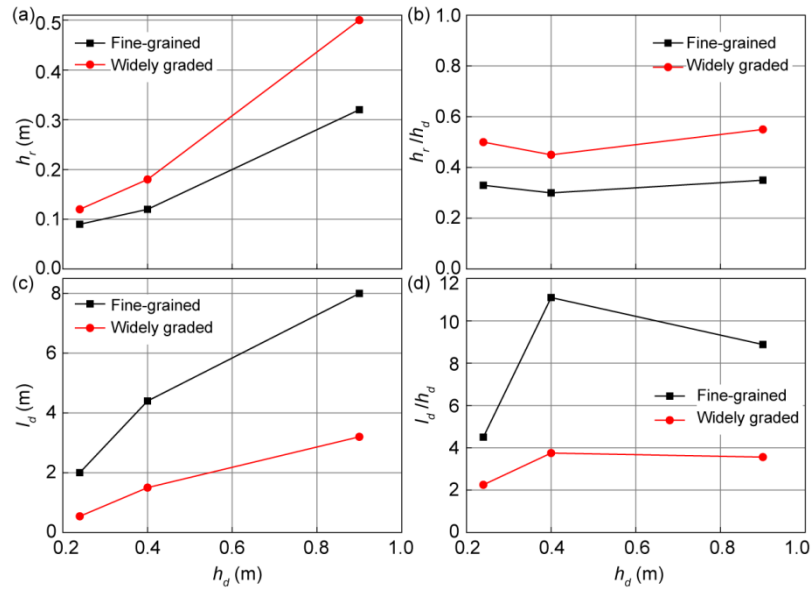 (a)
Fine-grained
Widely graded
0.5
0.4
0.3
0.2
0.1
0.0
h_r (m)
(b)
Fine-grained
Widely graded
1.0
0.8
0.6
0.4
0.2
0.0
h_r/h_d
(c)
Fine-grained
Widely graded
8
6
4
2
0
l_d (m)
0.2 0.4 0.6 0.8 1.0
h_d (m)
(d)
Fine-grained
Widely graded
12
10
8
6
4
2
0
l_d/h_d
0.2 0.4 0.6 0.8 1.0
h_d (m)